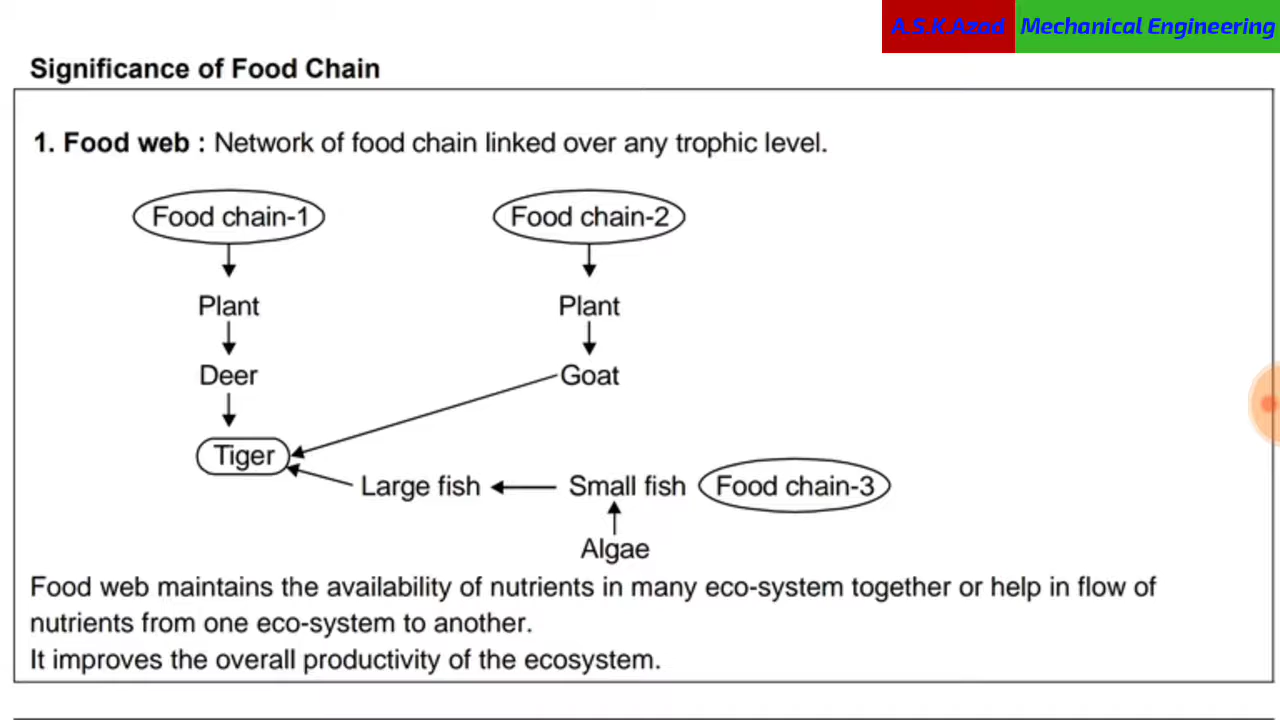 A.S.K.Azad Mechanical Engineering
Significance of Food Chain
1. Food web : Network of food chain linked over any trophic level.
Food chain-1 Food chain-2
Plant Plant
Deer Goat
Tiger
Large fish Small fish Food chain-3
Algae
Food web maintains the availability of nutrients in many eco-system together or help in flow of
nutrients from one eco-system to another.
It improves the overall productivity of the ecosystem.